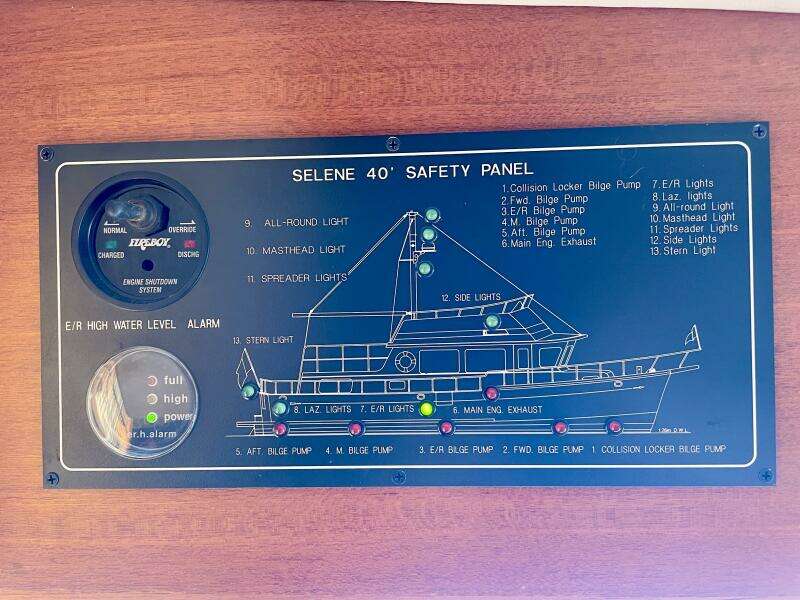 SELENE 40' SAFETY PANEL
1.Collision Locker Bilge Pump
2.Fwd. Bilge Pump
3.E/R Bilge Pump
4.M. Bilge Pump
5.Aft. Bilge Pump
6.Main Eng. Exhaust
7. E/R Lights
8. Laz. lights
9. All-round Light
10. Masthead Light
11. Spreader Lights
12. Side Lights
13. Stern Light
NORMAL OVERRIDE
FIREBOY
CHARGED DISCHG
ENGINE SHUTDOWN
SYSTEM
E/R HIGH WATER LEVEL ALARM
full
high
power
er.h.alarm
9. ALL-ROUND LIGHT
10. MASTHEAD LIGHT
11. SPREADER LIGHTS
12. SIDE LIGHTS
13. STERN LIGHT
8. LAZ. LIGHTS 7. E/R LIGHTS 6. MAIN ENG. EXHAUST
D.W.L.
5. AFT. BILGE PUMP 4. M. BILGE PUMP 3. E/R BILGE PUMP 2. FWD. BILGE PUMP 1. COLLISION LOCKER BILGE PUMP